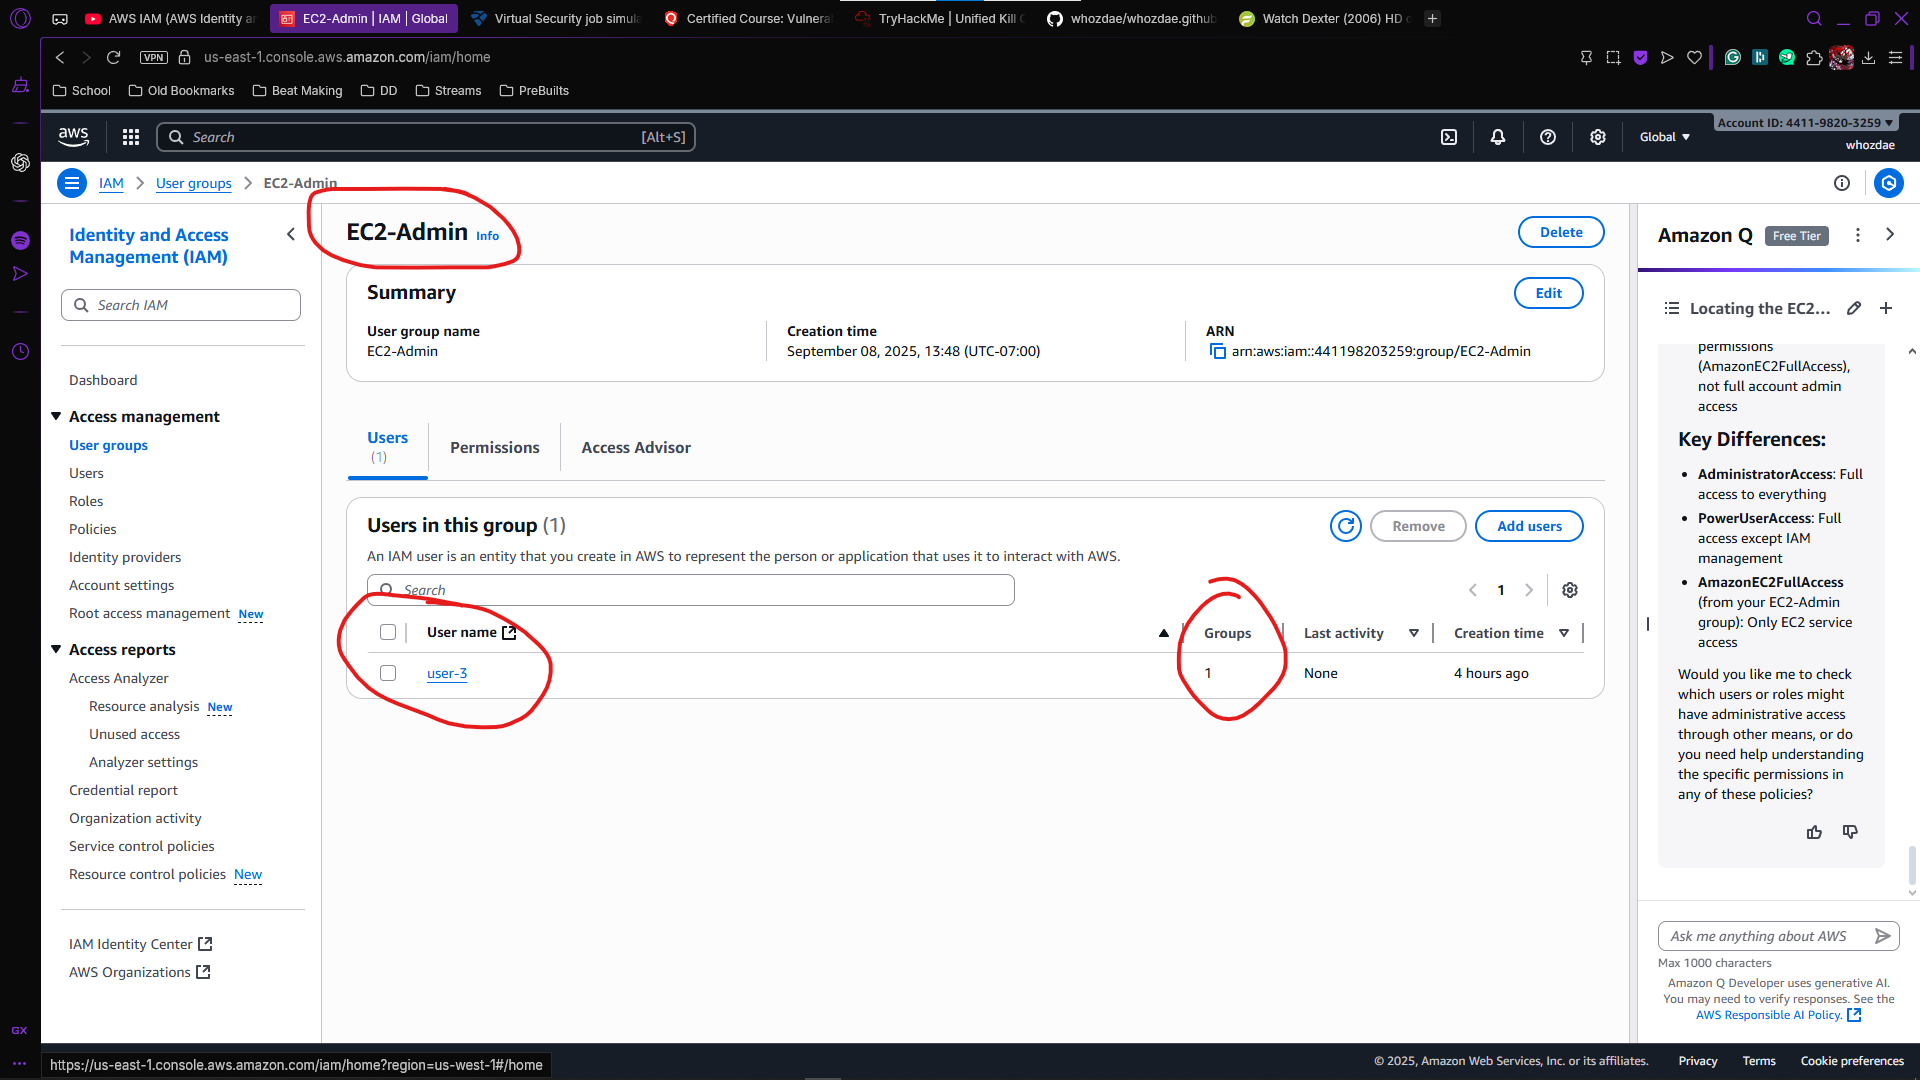 AWS IAM (AWS Identity an
EC2-Admin | IAM | Global
Virtual Security job simula
Certified Course: Vulnera
TryHackMe | Unified Kill C
whozdae/whozdae.github
Watch Dexter (2006) HD
VPN
us-east-1.console.aws.amazon.com/iam/home
School
Old Bookmarks
Beat Making
DD
Streams
PreBuilts
aws
Search
[Alt+S]
Global
Account ID: 4411-9820-3259
whozdae
IAM
User groups
EC2-Admin
Identity and Access
Management (IAM)
Search IAM
Dashboard
Access management
User groups
Users
Roles
Policies
Identity providers
Account settings
Root access management New
Access reports
Access Analyzer
Resource analysis New
Unused access
Analyzer settings
Credential report
Organization activity
Service control policies
Resource control policies New
IAM Identity Center
AWS Organizations
EC2-Admin Info
Delete
Summary
Edit
User group name
EC2-Admin
Creation time
September 08, 2025, 13:48 (UTC-07:00)
ARN
arn:aws:iam::441198203259:group/EC2-Admin
Users
(1)
Permissions
Access Advisor
Users in this group (1)
Remove
Add users
An IAM user is an entity that you create in AWS to represent the person or application that uses it to interact with AWS.
Search
1
User name
Groups
Last activity
Creation time
user-3
1
None
4 hours ago
Amazon Q
Free Tier
Locating the EC2...
permissions
(AmazonEC2FullAccess),
not full account admin
access
Key Differences:
• AdministratorAccess: Full
access to everything
• PowerUserAccess: Full
access except IAM
management
• AmazonEC2FullAccess
(from your EC2-Admin
group): Only EC2 service
access
Would you like me to check
which users or roles might
have administrative access
through other means, or do
you need help understanding
the specific permissions in
any of these policies?
Ask me anything about AWS
Max 1000 characters
Amazon Q Developer uses generative AI.
You may need to verify responses. See the
AWS Responsible AI Policy.
GX
https://us-east-1.console.aws.amazon.com/iam/home?region=us-west-1#/home
© 2025, Amazon Web Services, Inc. or its affiliates.
Privacy
Terms
Cookie preferences